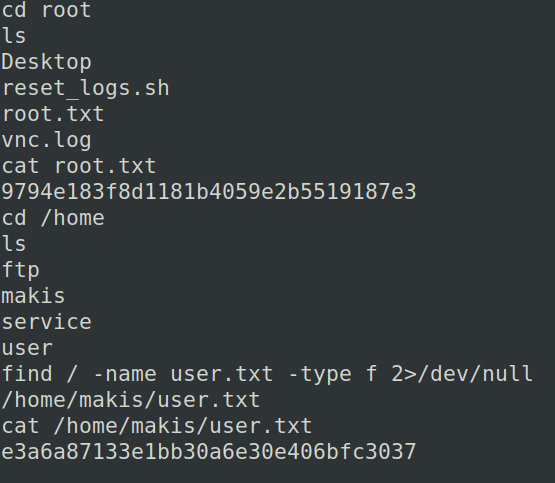 cd root
ls
Desktop
reset_logs.sh
root.txt
vnc.log
cat root.txt
9794e183f8d1181b4059e2b5519187e3
cd /home
ls
ftp
makis
service
user
find / -name user.txt -type f 2>/dev/null
/home/makis/user.txt
cat /home/makis/user.txt
e3a6a87133e1bb30a6e30e406bfc3037